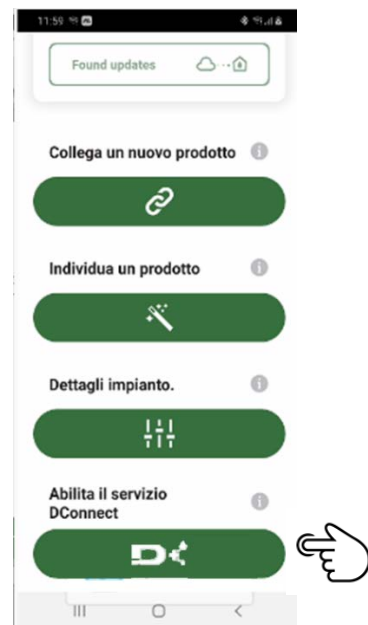 11:59
Found updates
Collega un nuovo prodotto
Individua un prodotto
Dettagli impianto.
Abilita il servizio
DConnect